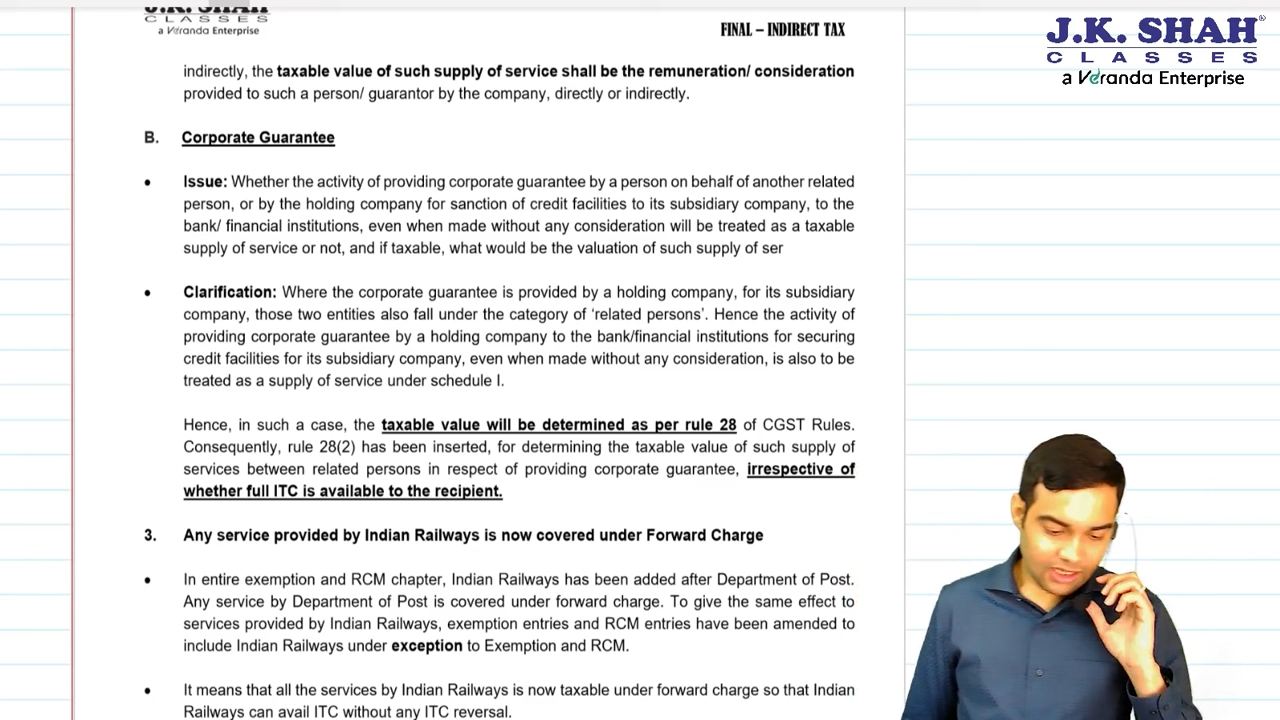 J.K. SHAH
CLASSES
a Veranda Enterprise
FINAL – INDIRECT TAX
J.K. SHAH®
CLASSES
a Veranda Enterprise
indirectly, the taxable value of such supply of service shall be the remuneration/ consideration
provided to such a person/ guarantor by the company, directly or indirectly.
B. Corporate Guarantee
• Issue: Whether the activity of providing corporate guarantee by a person on behalf of another related
person, or by the holding company for sanction of credit facilities to its subsidiary company, to the
bank/ financial institutions, even when made without any consideration will be treated as a taxable
supply of service or not, and if taxable, what would be the valuation of such supply of ser
• Clarification: Where the corporate guarantee is provided by a holding company, for its subsidiary
company, those two entities also fall under the category of ‘related persons’. Hence the activity of
providing corporate guarantee by a holding company to the bank/financial institutions for securing
credit facilities for its subsidiary company, even when made without any consideration, is also to be
treated as a supply of service under schedule I.
Hence, in such a case, the taxable value will be determined as per rule 28 of CGST Rules.
Consequently, rule 28(2) has been inserted, for determining the taxable value of such supply of
services between related persons in respect of providing corporate guarantee, irrespective of
whether full ITC is available to the recipient.
3. Any service provided by Indian Railways is now covered under Forward Charge
• In entire exemption and RCM chapter, Indian Railways has been added after Department of Post.
Any service by Department of Post is covered under forward charge. To give the same effect to
services provided by Indian Railways, exemption entries and RCM entries have been amended to
include Indian Railways under exception to Exemption and RCM.
• It means that all the services by Indian Railways is now taxable under forward charge so that Indian
Railways can avail ITC without any ITC reversal.